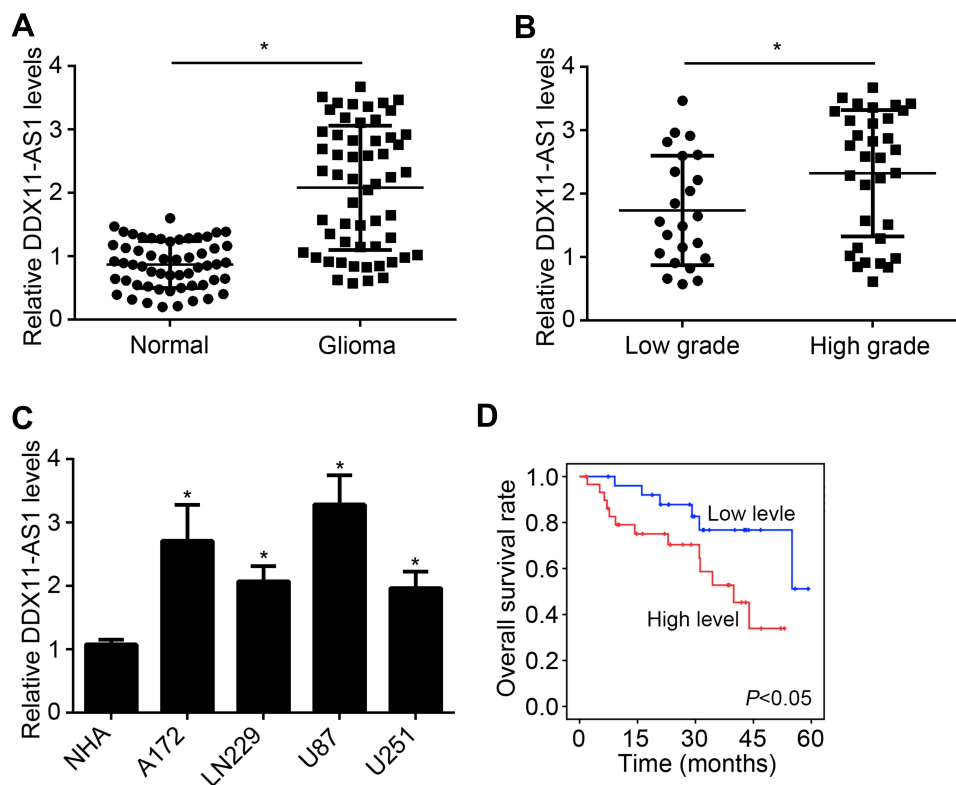 A
Relative DDX11-AS1 levels
4
3
2
1
0
*
Normal
Glioma
B
Relative DDX11-AS1 levels
4
3
2
1
0
*
Low grade
High grade
C
Relative DDX11-AS1 levels
4
3
2
1
0
*
*
*
*
NHA
A172
LN229
U87
U251
D
Overall survival rate
1.0
0.8
0.6
0.4
0.2
0.0
Low levle
High level
P<0.05
0
15
30
45
60
Time (months)